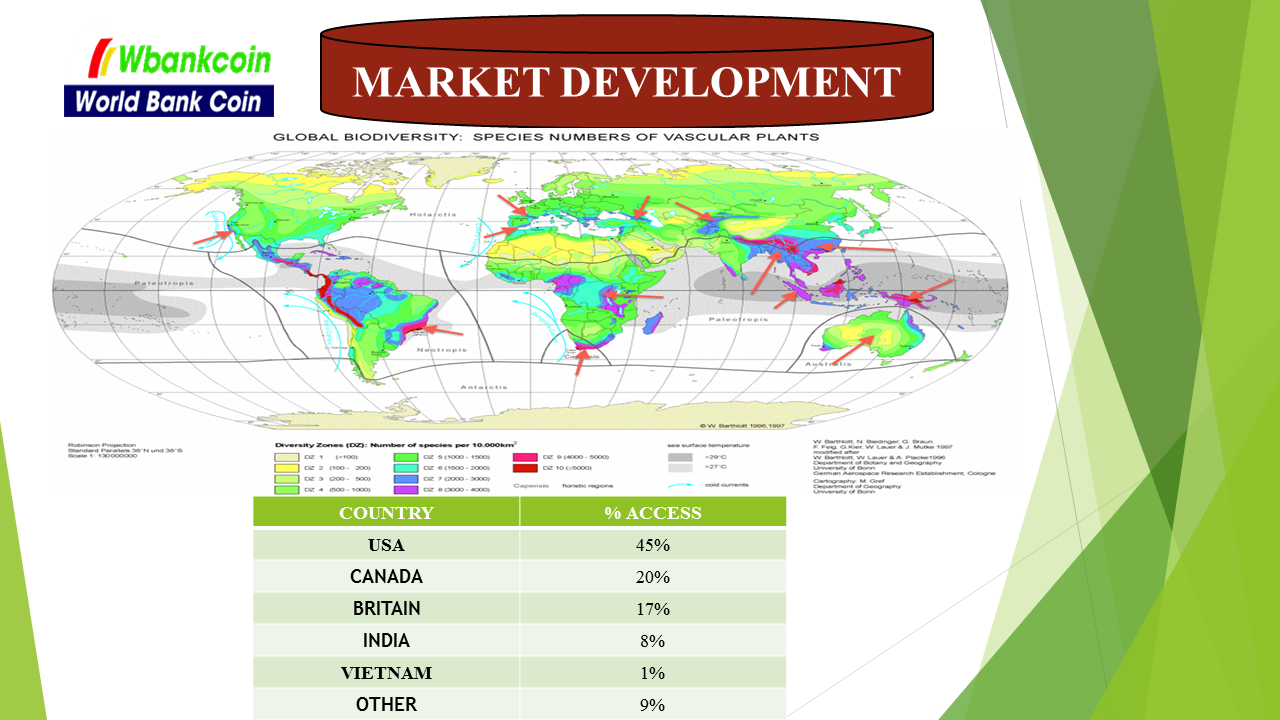 Wbankcoin
World Bank Coin
MARKET DEVELOPMENT
GLOBAL BIODIVERSITY: SPECIES NUMBERS OF VASCULAR PLANTS
Holarctis
Paleotropis
Paleotropis
Neotropis
Capensis
Australis
Antarctis
© W. Barthlott 1996,1997
Robinson Projection
Standard Parallels 38°N und 38°S
Scale 1: 130 000 000
Diversity Zones (DZ): Number of species per 10.000km²
DZ 1 (<100)
DZ 2 (100 - 200)
DZ 3 (200 - 500)
DZ 4 (500 - 1000)
DZ 5 (1000 - 1500)
DZ 6 (1500 - 2000)
DZ 7 (2000 - 3000)
DZ 8 (3000 - 4000)
DZ 9 (4000 - 5000)
DZ 10 (>5000)
Capensis floristic regions
sea surface temperature
>29°C
>27°C
cold currents
W. Barthlott, N. Biedinger, G. Braun
F. Feig, G. Kier, W. Lauer & J. Mutke 1997
modified after
W. Barthlott, W. Lauer & A. Placke 1996
Department of Botany and Geography
University of Bonn
German Aerospace Research Establishment, Cologne
Cartography: M. Gref
Department of Geography
University of Bonn
COUNTRY % ACCESS
USA 45%
CANADA 20%
BRITAIN 17%
INDIA 8%
VIETNAM 1%
OTHER 9%